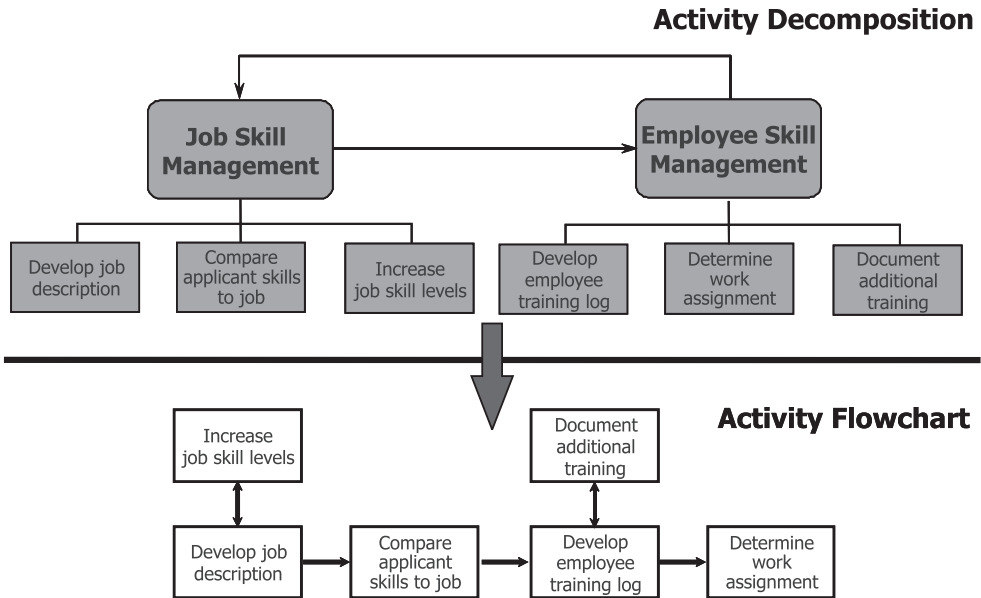 Activity Decomposition
Job Skill
Management
Employee Skill
Management
Develop job
description
Compare
applicant skills
to job
Increase
job skill levels
Develop
employee
training log
Determine
work
assignment
Document
additional
training
Activity Flowchart
Increase
job skill levels
Document
additional
training
Develop job
description
Compare
applicant
skills to job
Develop
employee
training log
Determine
work
assignment